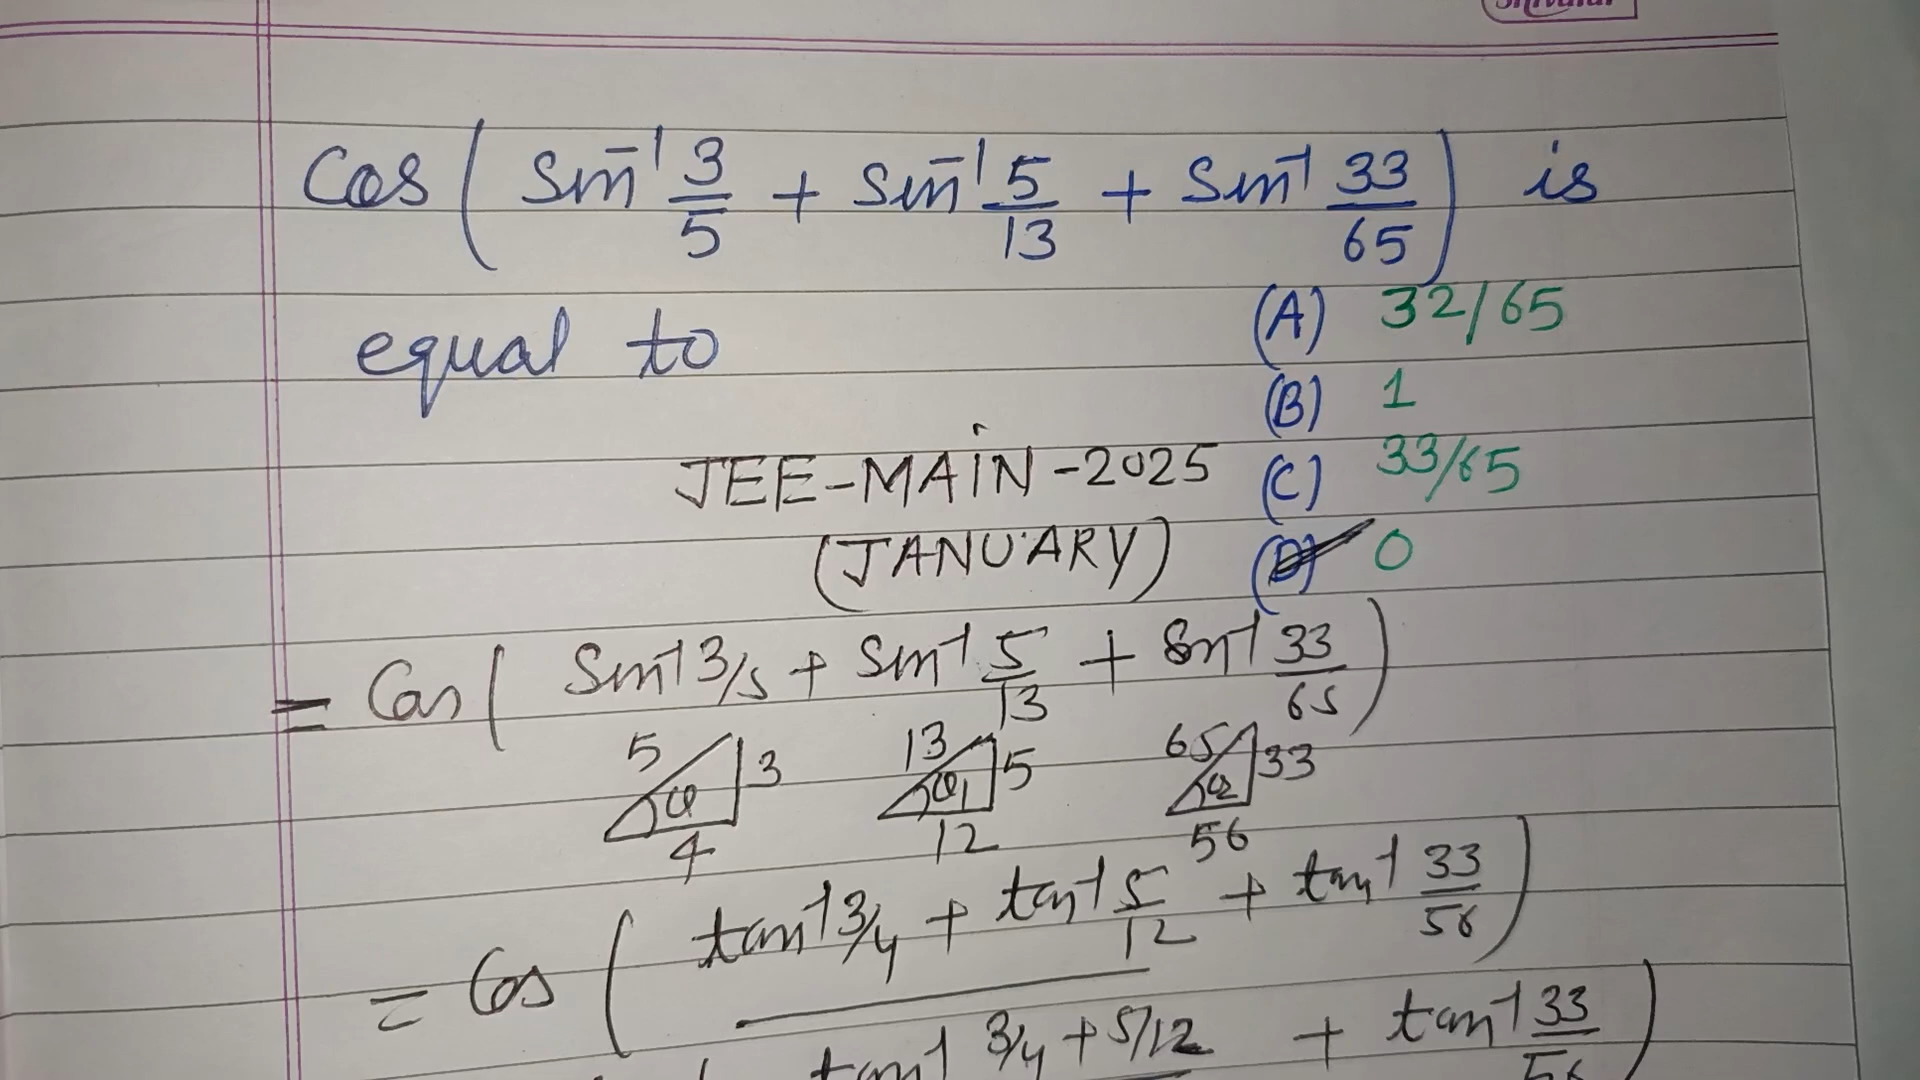 Cos ( Sin⁻¹ 3/5 + Sin⁻¹ 5/13 + Sin⁻¹ 33/65 ) is
equal to
(A) 32/65
(B) 1
JEE-MAIN-2025 (C) 33/65
(JANUARY) (D) 0
= Cos ( Sin⁻¹ 3/5 + Sin⁻¹ 5/13 + Sin⁻¹ 33/65 )
5 3 13 5 65 33
4 12 56
= Cos ( tan⁻¹ 3/4 + tan⁻¹ 5/12 + tan⁻¹ 33/56 )
tan⁻¹ 3/4 + 5/12 + tan⁻¹ 33/56 )